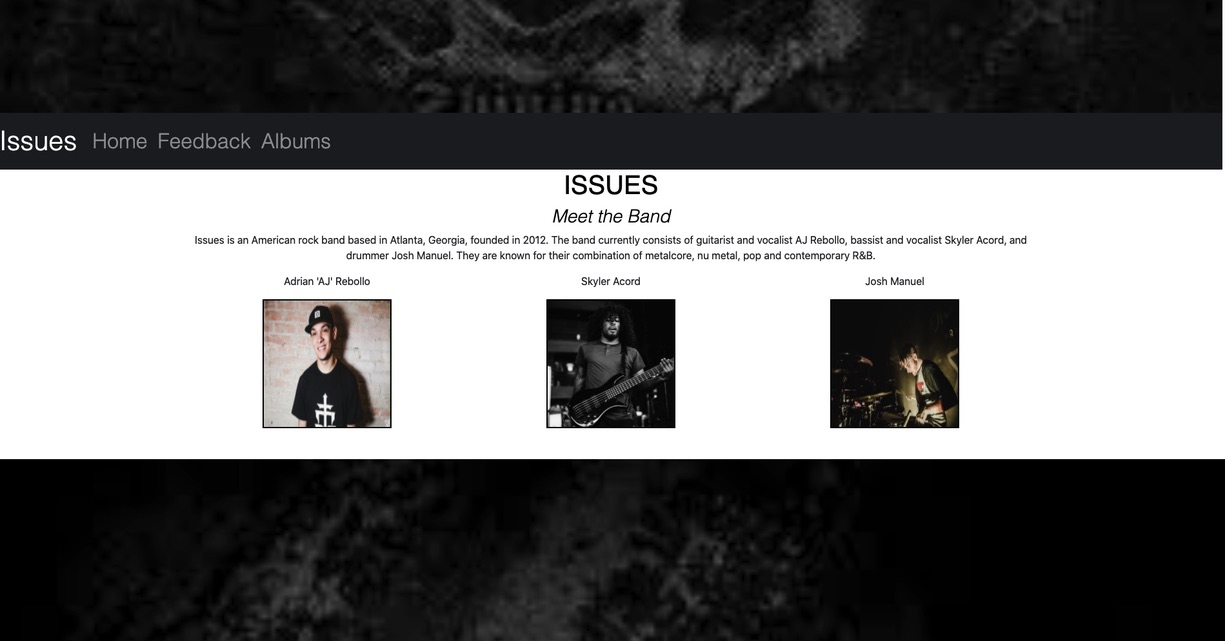 Issues Home Feedback Albums
ISSUES
Meet the Band
Issues is an American rock band based in Atlanta, Georgia, founded in 2012. The band currently consists of guitarist and vocalist AJ Rebollo, bassist and vocalist Skyler Acord, and
drummer Josh Manuel. They are known for their combination of metalcore, nu metal, pop and contemporary R&B.
Adrian 'AJ' Rebollo Skyler Acord Josh Manuel